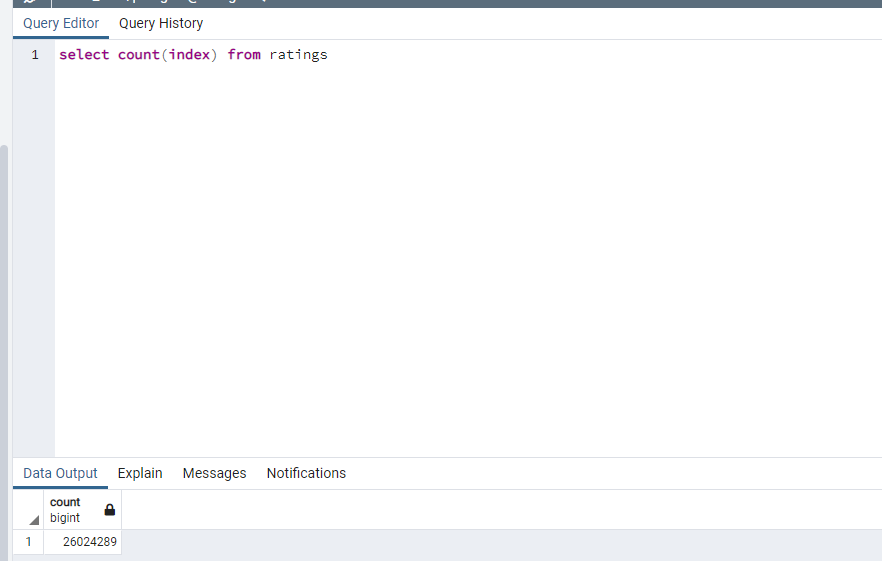 Query Editor Query History
1 select count(index) from ratings
Data Output Explain Messages Notifications
count
bigint
1 26024289